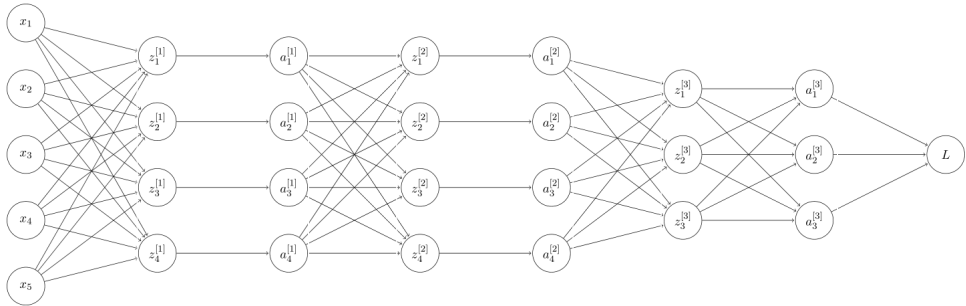 x_1
x_2
x_3
x_4
x_5
z_1^{[1]}
z_2^{[1]}
z_3^{[1]}
z_4^{[1]}
a_1^{[1]}
a_2^{[1]}
a_3^{[1]}
a_4^{[1]}
z_1^{[2]}
z_2^{[2]}
z_3^{[2]}
z_4^{[2]}
a_1^{[2]}
a_2^{[2]}
a_3^{[2]}
a_4^{[2]}
z_1^{[3]}
z_2^{[3]}
z_3^{[3]}
a_1^{[3]}
a_2^{[3]}
a_3^{[3]}
L